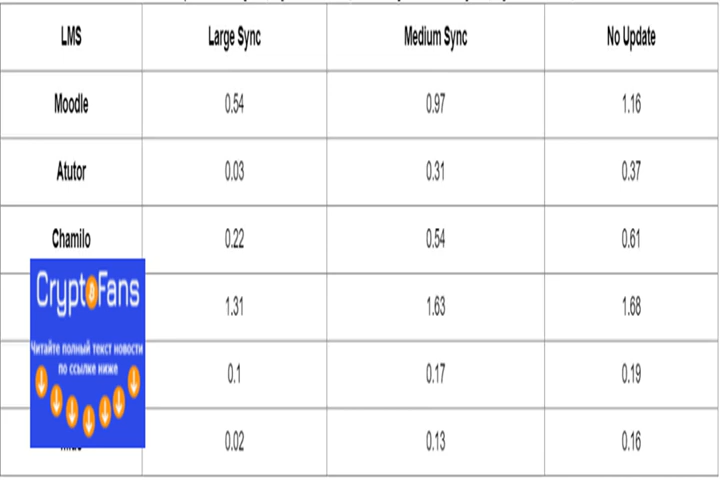 LMS Large Sync Medium Sync No Update
Moodle 0.54 0.97 1.16
Atutor 0.03 0.31 0.37
Chamilo 0.22 0.54 0.61
CryptoFans
1.31 1.63 1.68
Читайте полный текст новости
по ссылке ниже
0.1 0.17 0.19
0.02 0.13 0.16